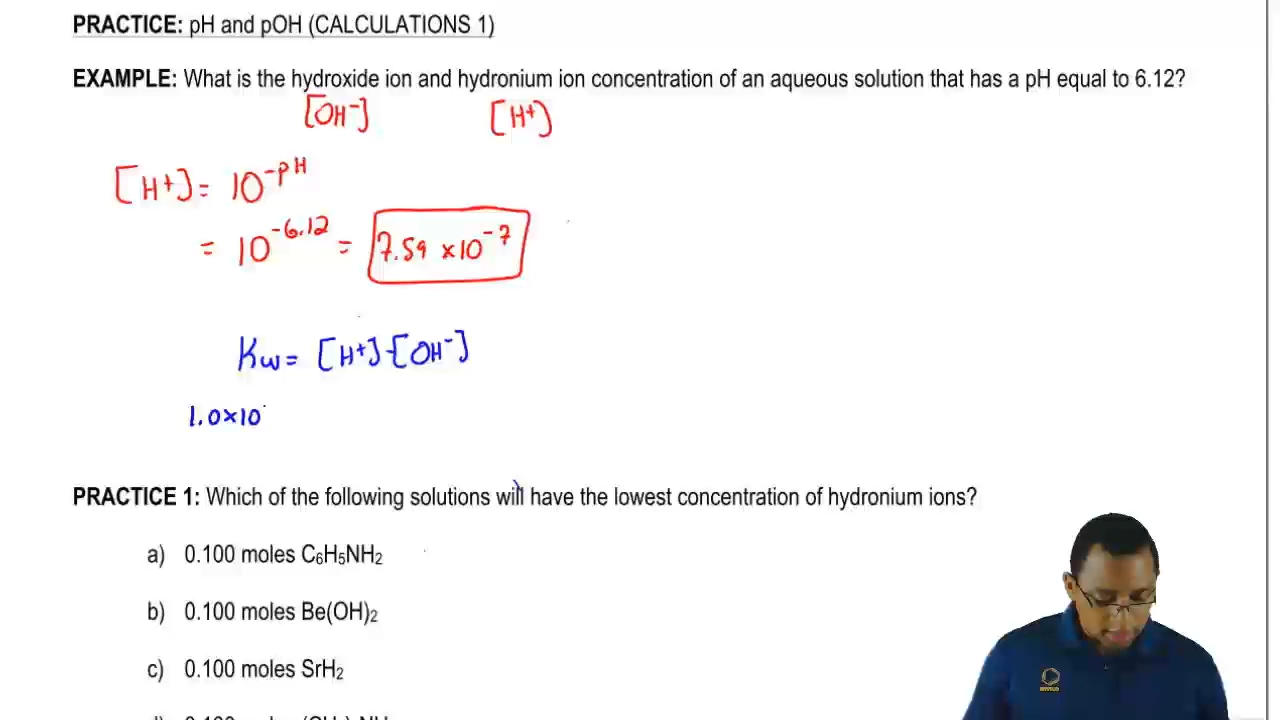 PRACTICE: pH and pOH (CALCULATIONS 1)
EXAMPLE: What is the hydroxide ion and hydronium ion concentration of an aqueous solution that has a pH equal to 6.12?
[OH⁻] [H+]
[H+] = 10^-pH
= 10^-6.12 = 7.59 ×10^-7
Kw = [H+]·[OH⁻]
1.0×10
PRACTICE 1: Which of the following solutions will have the lowest concentration of hydronium ions?
a) 0.100 moles C₆H₅NH₂
b) 0.100 moles Be(OH)₂
c) 0.100 moles SrH₂